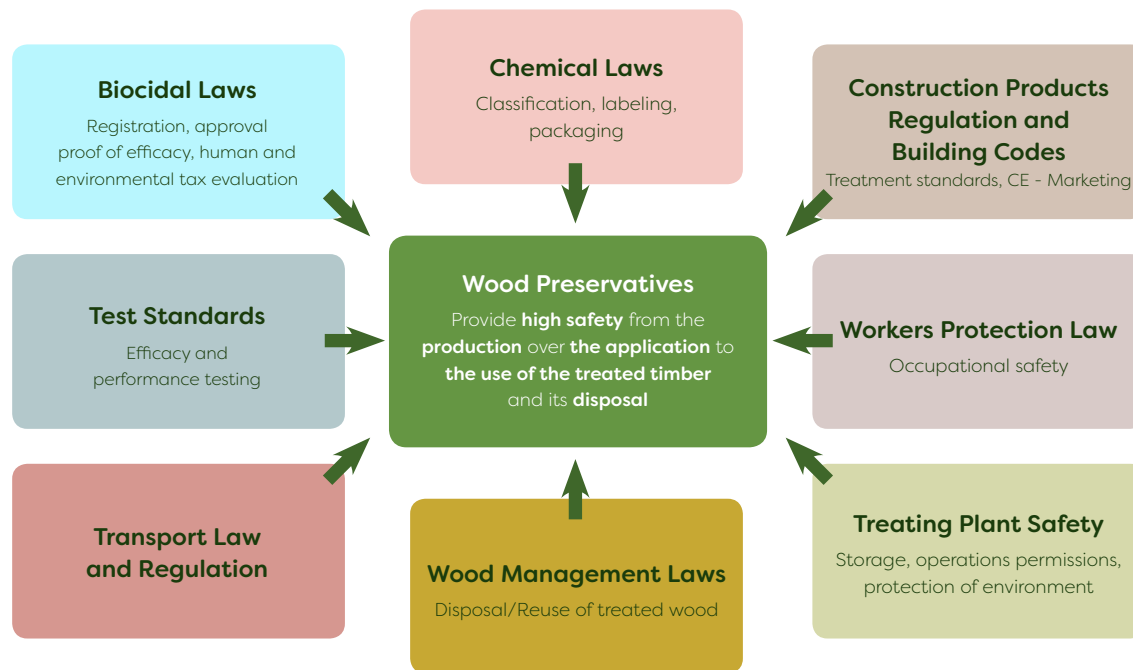 Biocidal Laws
Registration, approval
proof of efficacy, human and
environmental tax evaluation
Chemical Laws
Classification, labeling,
packaging
Construction Products
Regulation and
Building Codes
Treatment standards, CE - Marketing
Test Standards
Efficacy and
performance testing
Wood Preservatives
Provide high safety from the
production over the application to
the use of the treated timber
and its disposal
Workers Protection Law
Occupational safety
Transport Law
and Regulation
Wood Management Laws
Disposal/Reuse of treated wood
Treating Plant Safety
Storage, operations permissions,
protection of environment